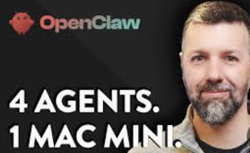 OpenClaw
4 AGENTS.
1 MAC MINI.